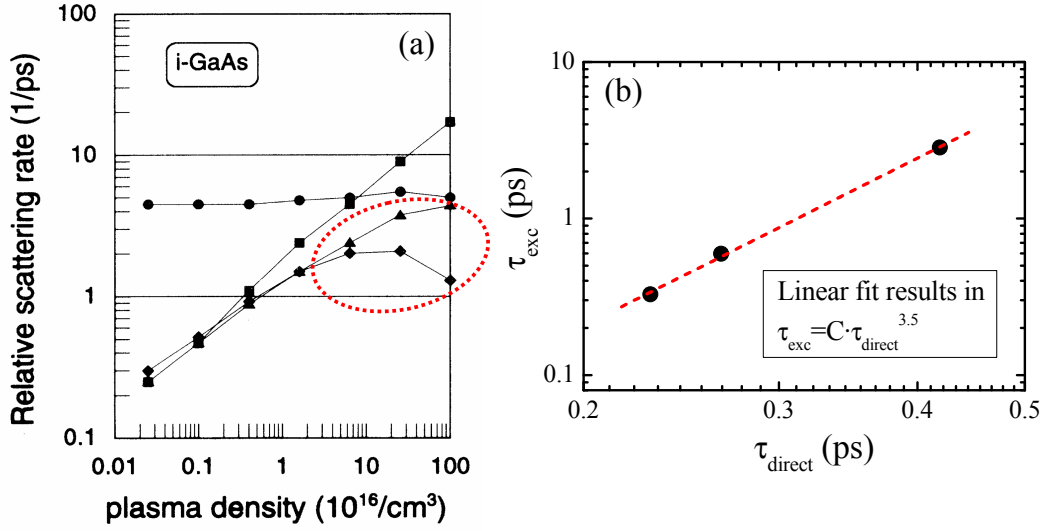 (a)
i-GaAs
Relative scattering rate (1/ps)
100
10
1
0.1
0.01
0.1
1
10
100
plasma density (10¹⁶/cm³)
(b)
τexc (ps)
10
1
0.1
Linear fit results in
τexc=C·τdirect^3.5
0.2
0.3
0.4
0.5
τdirect (ps)